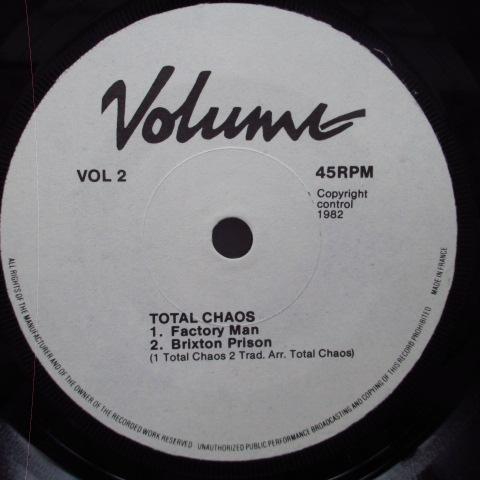 Volume
VOL 2
45RPM
Copyright
control
1982
TOTAL CHAOS
1. Factory Man
2. Brixton Prison
(1 Total Chaos 2 Trad. Arr. Total Chaos)
ALL RIGHTS OF THE MANUFACTURER AND OF THE OWNER OF THE RECORDED WORK RESERVED UNAUTHORIZED PUBLIC PERFORMANCE BROADCASTING AND COPYING OF THIS RECORD PROHIBITED MADE IN FRANCE